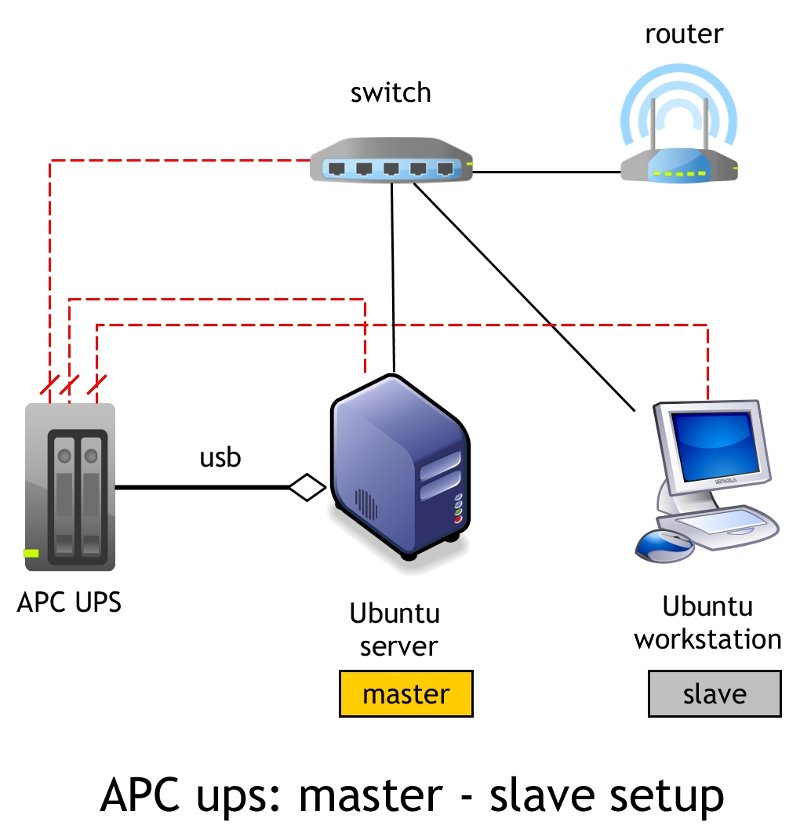 router
switch
usb
APC UPS
Ubuntu
server
master
Ubuntu
workstation
slave
APC ups: master - slave setup